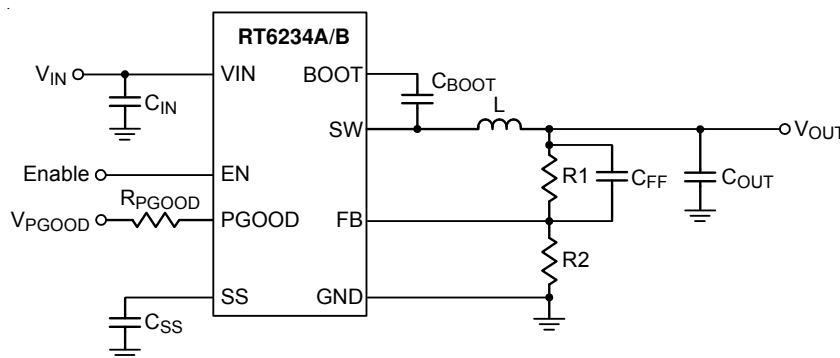 RT6234A/B
VIN
VIN
BOOT
CBOOT
CIN
L
SW
VOUT
Enable
EN
R1
CFF
COUT
RPGOOD
VPGOOD
PGOOD
FB
R2
SS
GND
CSS